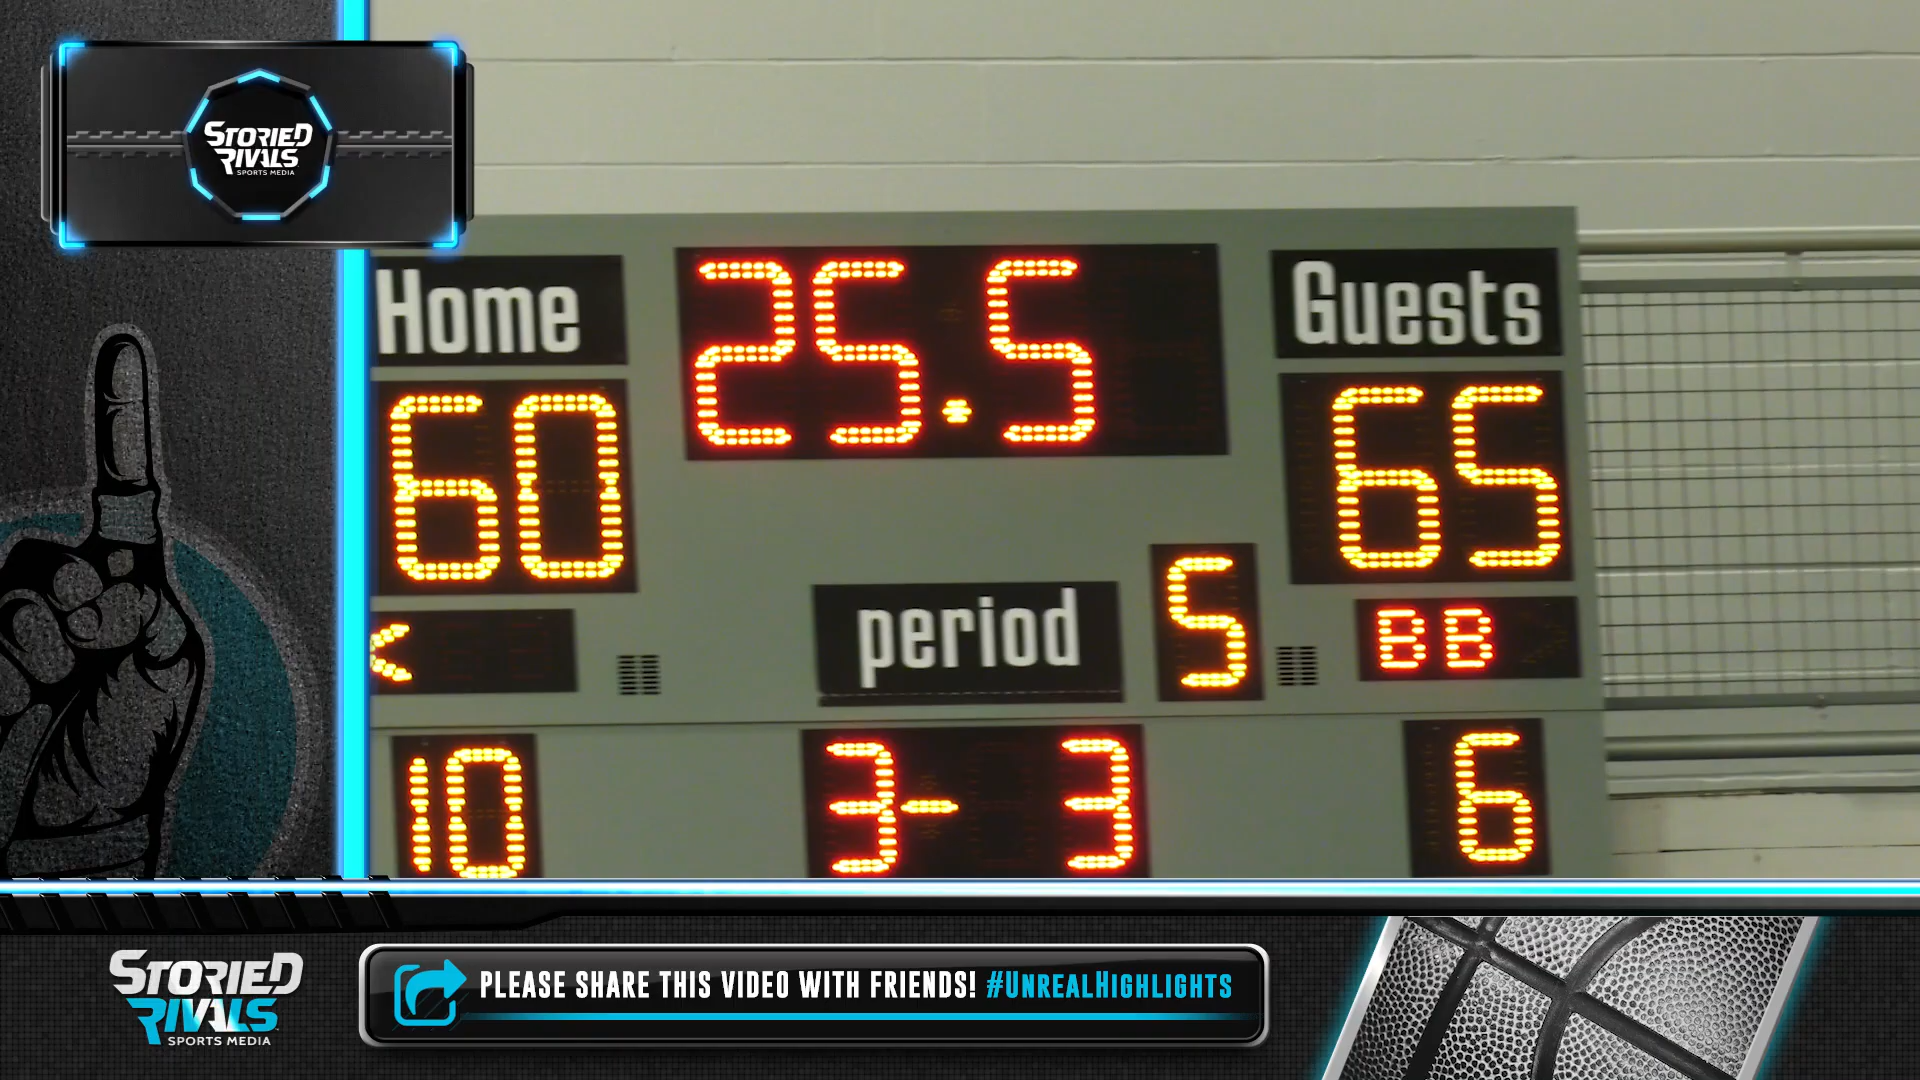 STORIED
RIVALS
SPORTS MEDIA
Home
25.5
Guests
60
65
period
5
<
BB
10
3-3
6
STORIED
RIVALS
SPORTS MEDIA
PLEASE SHARE THIS VIDEO WITH FRIENDS! #UNREALHIGHLIGHTS